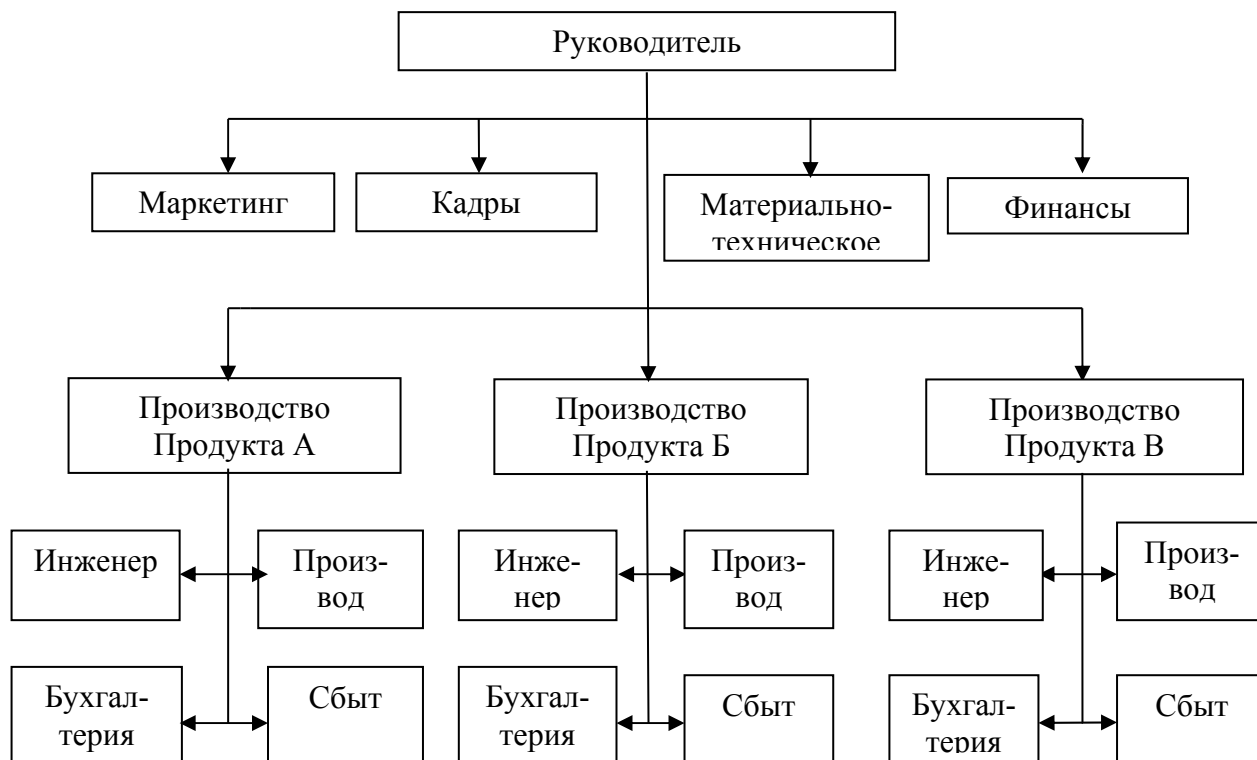 Руководитель
Маркетинг
Кадры
Материально-
техническое
Финансы
Производство
Продукта А
Производство
Продукта Б
Производство
Продукта В
Инженер
Произ-
вод
Инже-
нер
Произ-
вод
Инже-
нер
Произ-
вод
Бухгал-
терия
Сбыт
Бухгал-
терия
Сбыт
Бухгал-
терия
Сбыт